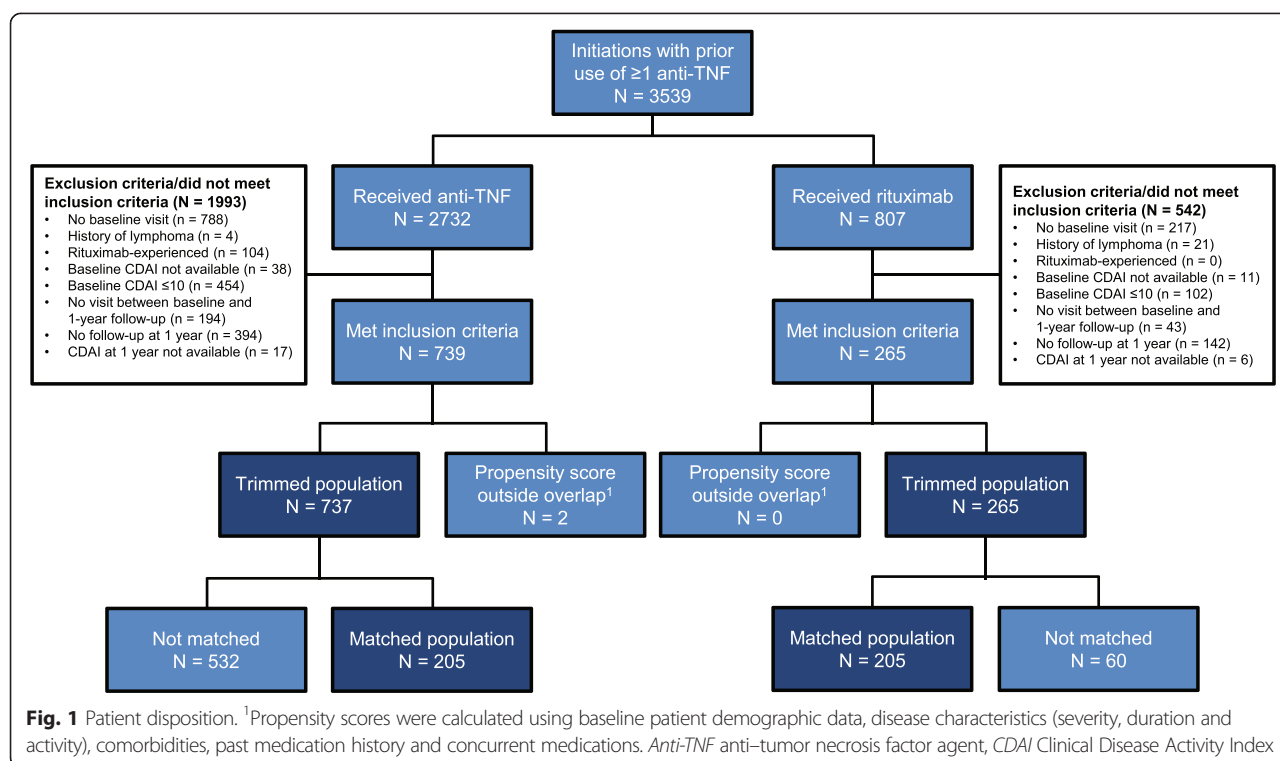 Initiations with prior
use of ≥1 anti-TNF
N = 3539
Exclusion criteria/did not meet
inclusion criteria (N = 1993)
• No baseline visit (n = 788)
• History of lymphoma (n = 4)
• Rituximab-experienced (n = 104)
• Baseline CDAI not available (n = 38)
• Baseline CDAI ≤10 (n = 454)
• No visit between baseline and
1-year follow-up (n = 194)
• No follow-up at 1 year (n = 394)
• CDAI at 1 year not available (n = 17)
Received anti-TNF
N = 2732
Received rituximab
N = 807
Exclusion criteria/did not meet
inclusion criteria (N = 542)
• No baseline visit (n = 217)
• History of lymphoma (n = 21)
• Rituximab-experienced (n = 0)
• Baseline CDAI not available (n = 11)
• Baseline CDAI ≤10 (n = 102)
• No visit between baseline and
1-year follow-up (n = 43)
• No follow-up at 1 year (n = 142)
• CDAI at 1 year not available (n = 6)
Met inclusion criteria
N = 739
Met inclusion criteria
N = 265
Trimmed population
N = 737
Propensity score
outside overlap¹
N = 2
Propensity score
outside overlap¹
N = 0
Trimmed population
N = 265
Not matched
N = 532
Matched population
N = 205
Matched population
N = 205
Not matched
N = 60
Fig. 1 Patient disposition. ¹Propensity scores were calculated using baseline patient demographic data, disease characteristics (severity, duration and
activity), comorbidities, past medication history and concurrent medications. Anti-TNF anti–tumor necrosis factor agent, CDAI Clinical Disease Activity Index